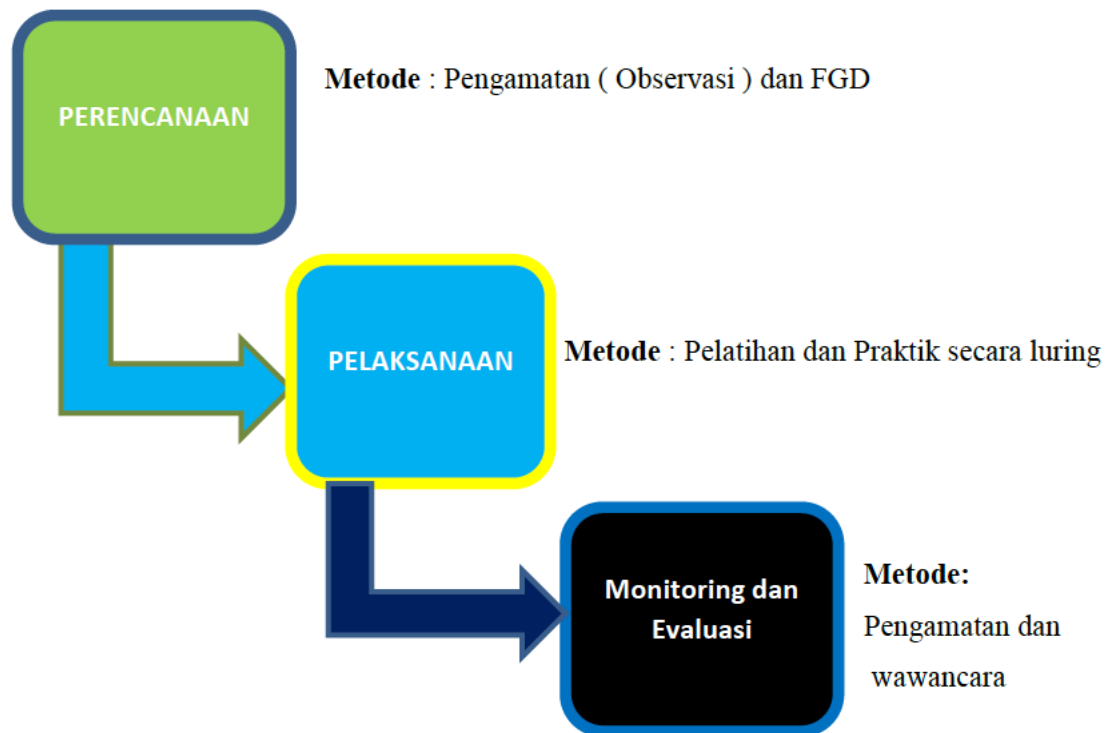 PERENCANAAN
Metode : Pengamatan ( Observasi ) dan FGD
PELAKSANAAN
Metode : Pelatihan dan Praktik secara luring
Monitoring dan
Evaluasi
Metode:
Pengamatan dan
wawancara